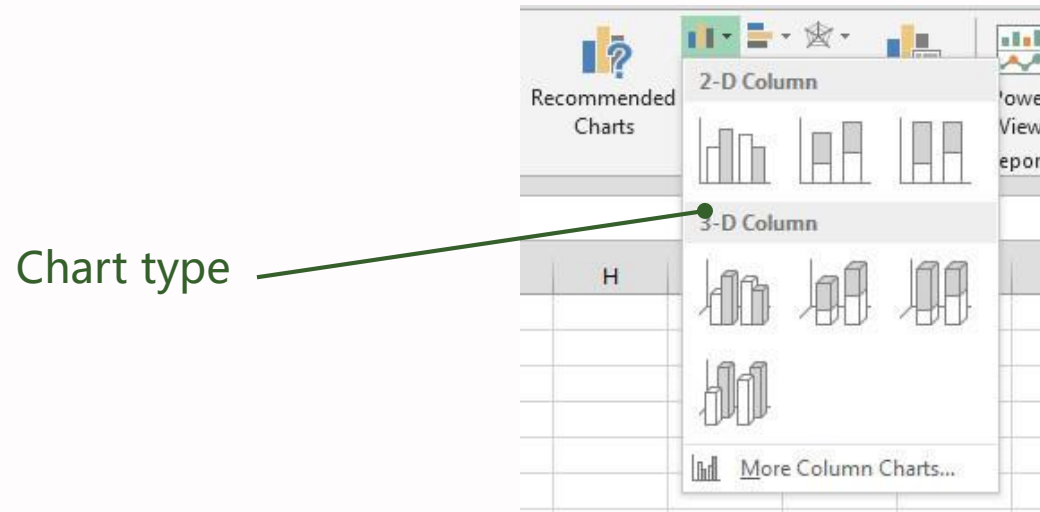 Recommended
Charts
2-D Column
3-D Column
Chart type
H
More Column Charts...